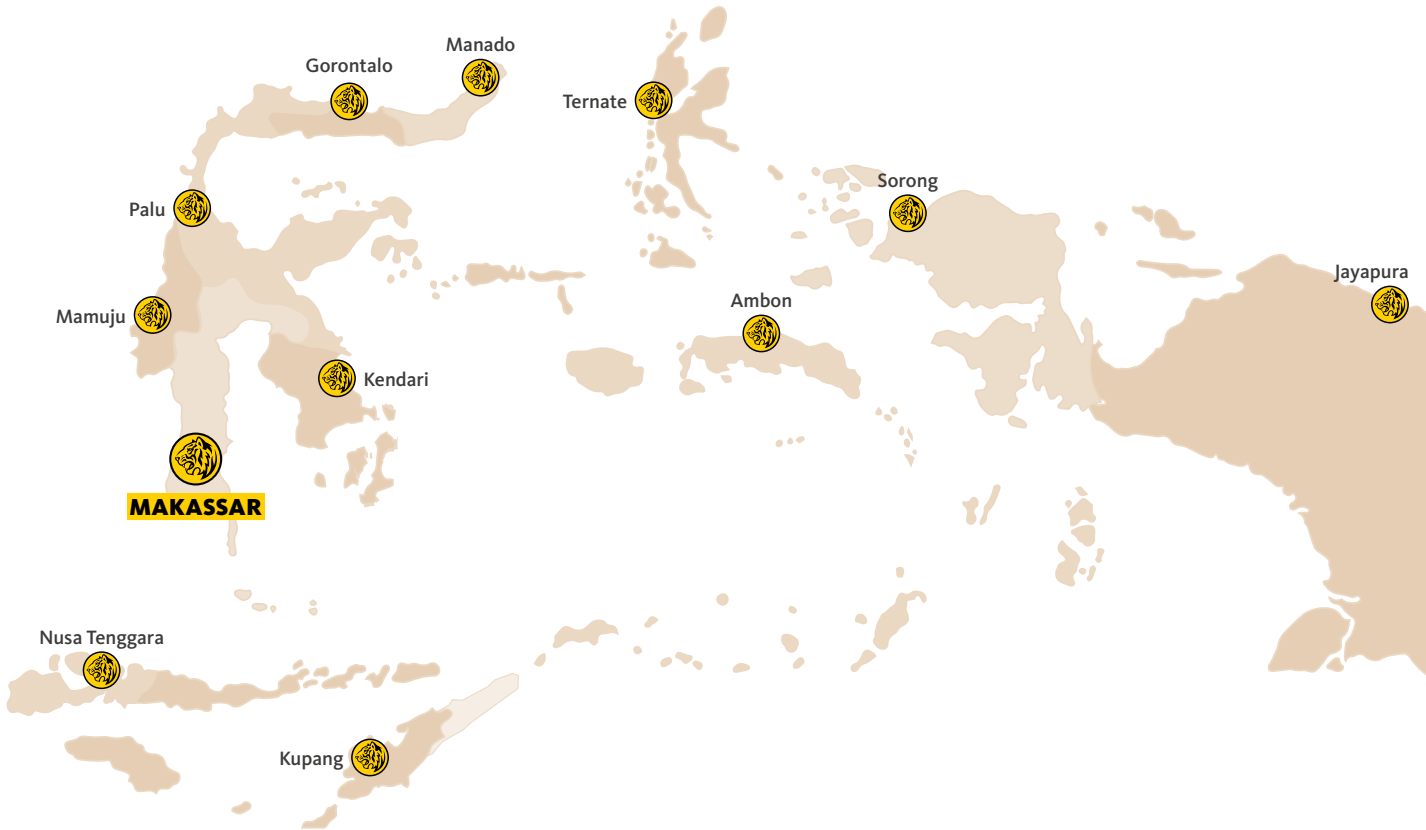 Manado
Gorontalo
Ternate
Sorong
Palu
Jayapura
Ambon
Mamuju
Kendari
MAKASSAR
Nusa Tenggara
Kupang